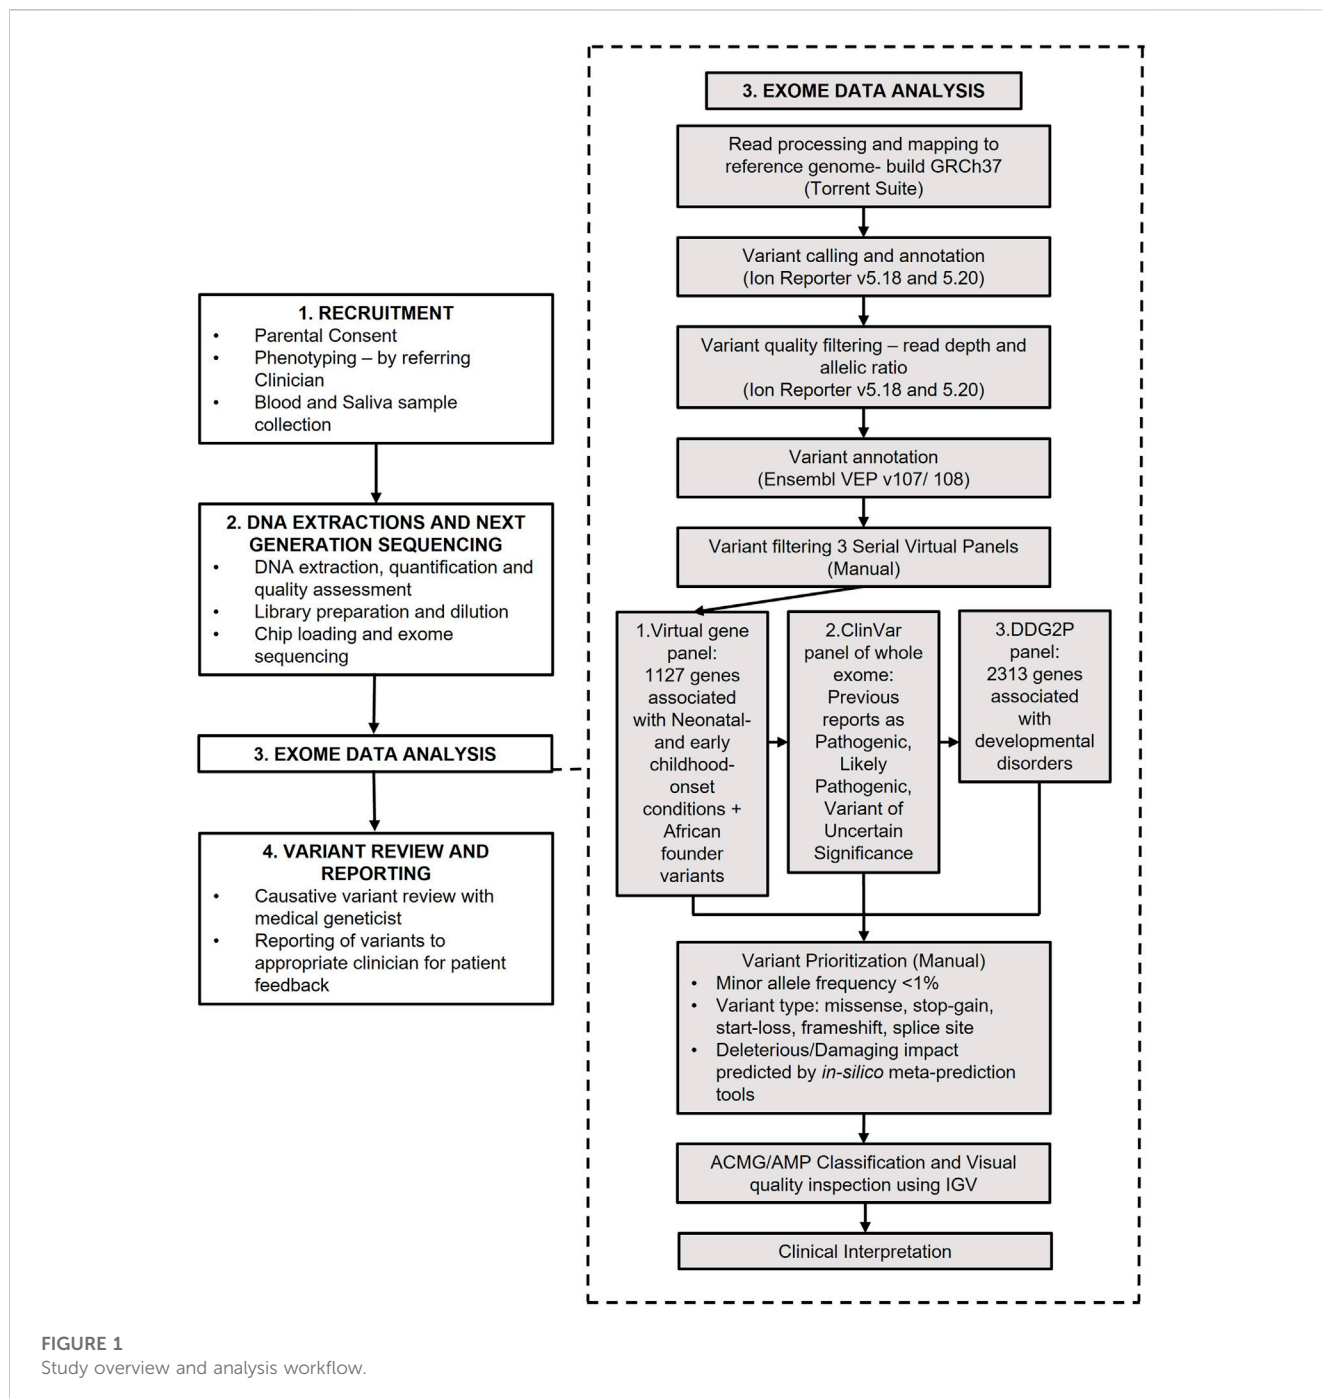 1. RECRUITMENT
• Parental Consent
• Phenotyping – by referring
Clinician
• Blood and Saliva sample
collection
2. DNA EXTRACTIONS AND NEXT
GENERATION SEQUENCING
• DNA extraction, quantification and
quality assessment
• Library preparation and dilution
• Chip loading and exome
sequencing
3. EXOME DATA ANALYSIS
4. VARIANT REVIEW AND
REPORTING
• Causative variant review with
medical geneticist
• Reporting of variants to
appropriate clinician for patient
feedback
3. EXOME DATA ANALYSIS
Read processing and mapping to
reference genome- build GRCh37
(Torrent Suite)
Variant calling and annotation
(Ion Reporter v5.18 and 5.20)
Variant quality filtering – read depth and
allelic ratio
(Ion Reporter v5.18 and 5.20)
Variant annotation
(Ensembl VEP v107/ 108)
Variant filtering 3 Serial Virtual Panels
(Manual)
1.Virtual gene
panel:
1127 genes
associated
with Neonatal-
and early
childhood-
onset
conditions +
African
founder
variants
2.ClinVar
panel of whole
exome:
Previous
reports as
Pathogenic,
Likely
Pathogenic,
Variant of
Uncertain
Significance
3.DDG2P
panel:
2313 genes
associated
with
developmental
disorders
Variant Prioritization (Manual)
• Minor allele frequency <1%
• Variant type: missense, stop-gain,
start-loss, frameshift, splice site
• Deleterious/Damaging impact
predicted by in-silico meta-prediction
tools
ACMG/AMP Classification and Visual
quality inspection using IGV
Clinical Interpretation
FIGURE 1
Study overview and analysis workflow.